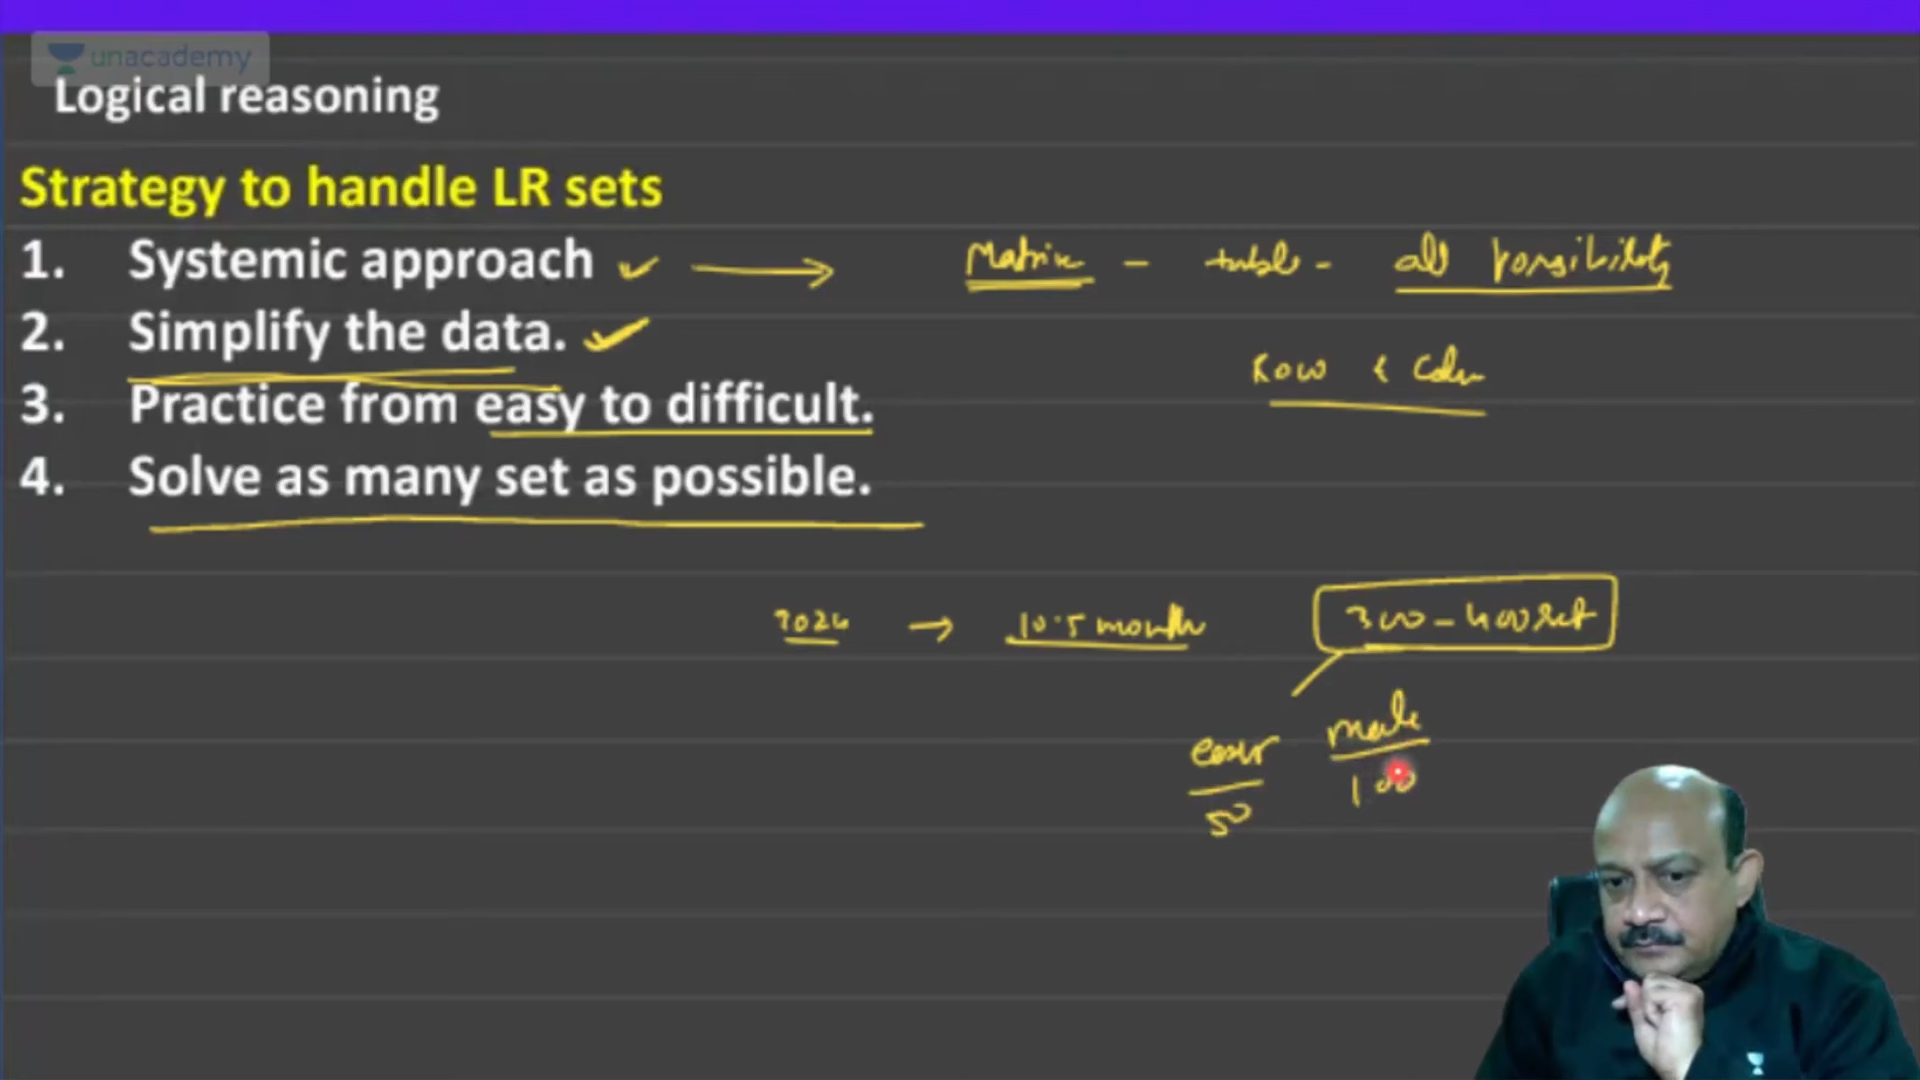 unacademy
Logical reasoning
Strategy to handle LR sets
1. Systemic approach → Matrix - table - all possibility
2. Simplify the data.
Row & Colum
3. Practice from easy to difficult.
4. Solve as many set as possible.
2024 → 10.5 month 300-400 set
easy
50
100